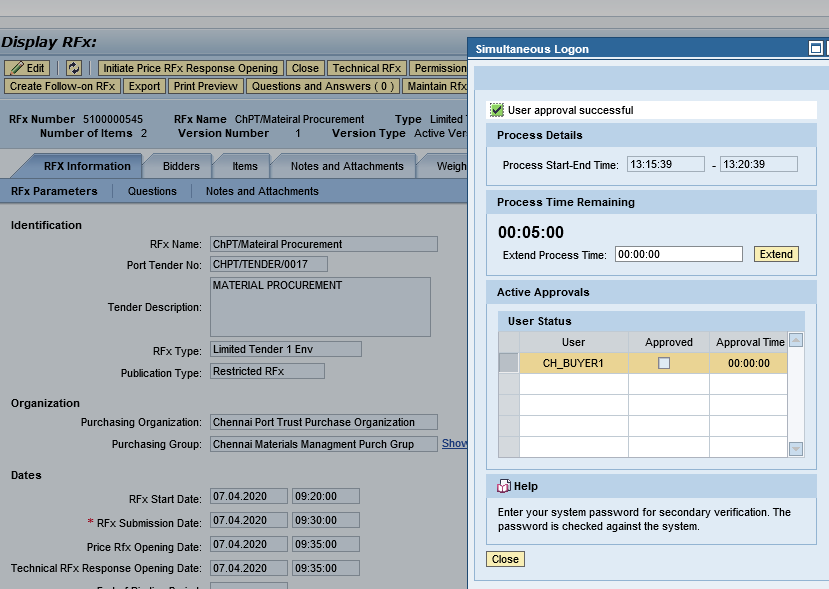 Display RFx:
Edit
Initiate Price RFx Response Opening Close Technical RFx Permission
Create Follow-on RFx Export Print Preview Questions and Answers ( 0 ) Maintain RFx
RFx Number 5100000545 RFx Name ChPT/Mateiral Procurement Type Limited
Number of Items 2 Version Number 1 Version Type Active Ver
RFX Information Bidders Items Notes and Attachments Weigh
RFx Parameters Questions Notes and Attachments
Identification
RFx Name: ChPT/Mateiral Procurement
Port Tender No: CHPT/TENDER/0017
Tender Description: MATERIAL PROCUREMENT
RFx Type: Limited Tender 1 Env
Publication Type: Restricted RFx
Organization
Purchasing Organization: Chennai Port Trust Purchase Organization
Purchasing Group: Chennai Materials Managment Purch Grup Show
Dates
RFx Start Date: 07.04.2020 09:20:00
* RFx Submission Date: 07.04.2020 09:30:00
Price Rfx Opening Date: 07.04.2020 09:35:00
Technical RFx Response Opening Date: 07.04.2020 09:35:00
Simultaneous Logon
User approval successful
Process Details
Process Start-End Time: 13:15:39 - 13:20:39
Process Time Remaining
00:05:00
Extend Process Time: 00:00:00 Extend
Active Approvals
User Status
User Approved Approval Time
CH_BUYER1 00:00:00
Help
Enter your system password for secondary verification. The
password is checked against the system.
Close